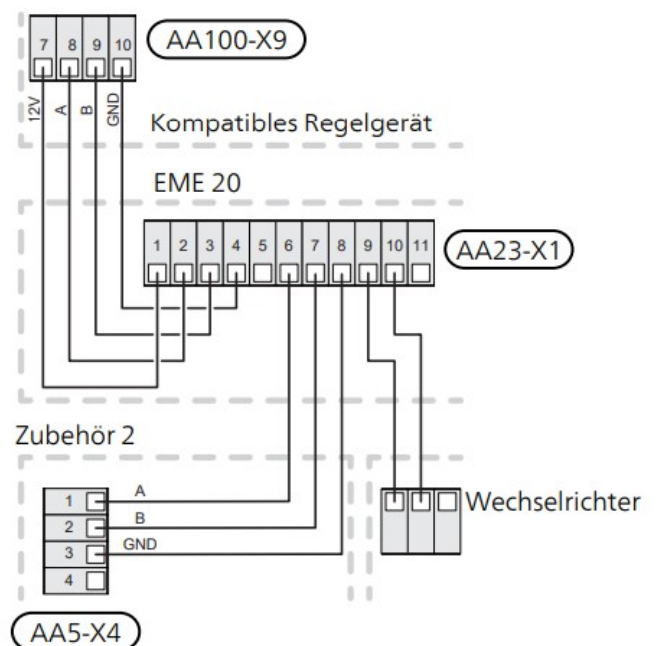 7 8 9 10
AA100-X9
12V
A
B
GND
Kompatibles Regelgerät
EME 20
1 2 3 4 5 6 7 8 9 10 11
AA23-X1
Zubehör 2
1 A
2 B
3 GND
4
Wechselrichter
AA5-X4